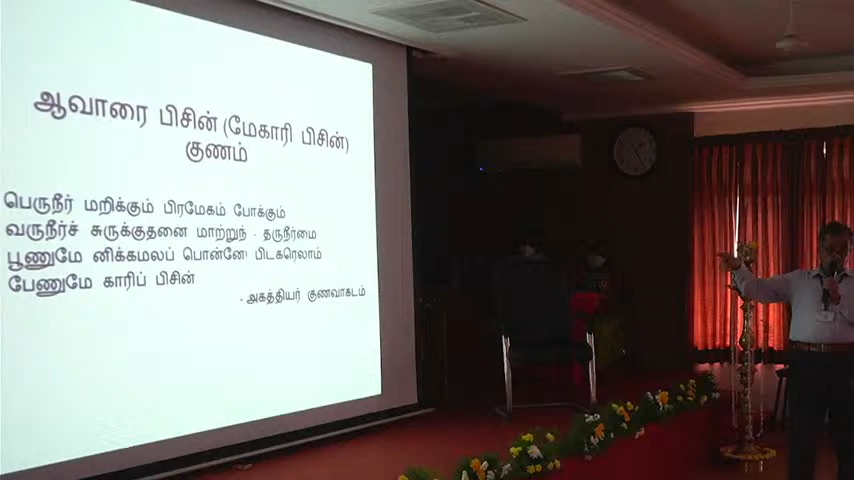 ஆவாரை பிசின் (மேகாரி பிசின்)
குணம்
பெருநீர் மறிக்கும் பிரமேகம் போக்கும்
வருநீர்ச் சுருக்குதனை மாற்றுந் - தருநீர்மை
பூணுமே னிக்கமலப் பொன்னே! பிடகரெலாம்
பேணுமே காரிப் பிசின்
- அகத்தியர் குணவாகடம்